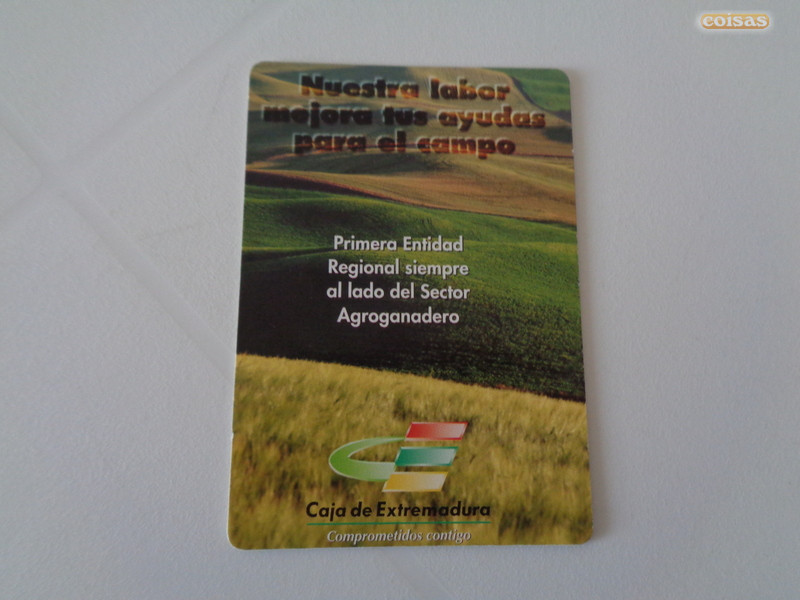 coisas
Nuestra labor
mejora tus ayudas
para el campo
Primera Entidad
Regional siempre
al lado del Sector
Agroganadero
Caja de Extremadura
Comprometidos contigo